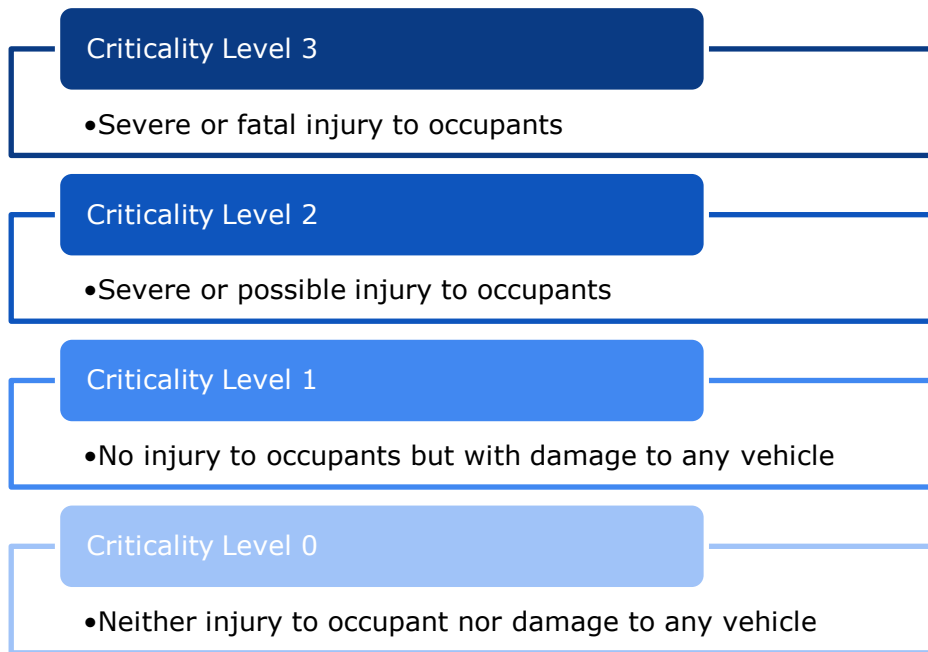 Criticality Level 3
•Severe or fatal injury to occupants
Criticality Level 2
•Severe or possible injury to occupants
Criticality Level 1
•No injury to occupants but with damage to any vehicle
Criticality Level 0
•Neither injury to occupant nor damage to any vehicle